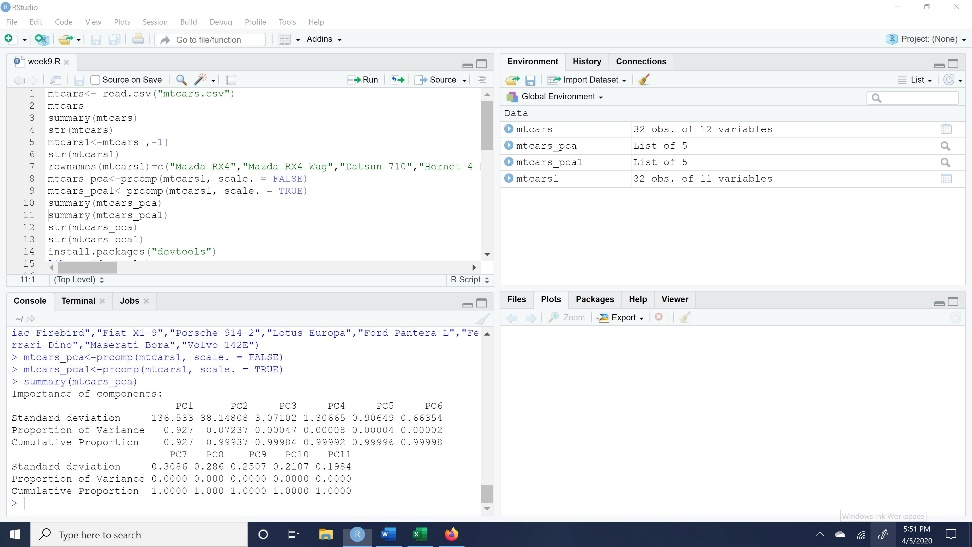 RStudio
File Edit Code View Plots Session Build Debug Profile Tools Help
Go to file/function
Addins
Project: (None)
week9.R
Source on Save
Run
Source
1 mtcars<- read.csv("mtcars.csv")
2 mtcars
3 summary(mtcars)
4 str(mtcars)
5 mtcars1<-mtcars[,-1]
6 str(mtcars1)
7 rownames(mtcars1)=c("Mazda RX4","Mazda RX4 Wag","Datsun 710","Hornet 4
8 mtcars_pca<-prcomp(mtcars1, scale. = FALSE)
9 mtcars_pca1<-prcomp(mtcars1, scale. = TRUE)
10 summary(mtcars_pca)
11 summary(mtcars_pca1)
12 str(mtcars_pca)
13 str(mtcars_pca1)
14 install.packages("devtools")
15
11:1 (Top Level) R Script
Console Terminal Jobs
~/
iac Firebird","Fiat X1 9","Porsche 914 2","Lotus Europa","Ford Pantera L","Fe
rrari Dino","Maserati Bora","Volvo 142E")
> mtcars_pca<-prcomp(mtcars1, scale. = FALSE)
> mtcars_pca1<-prcomp(mtcars1, scale. = TRUE)
> summary(mtcars_pca)
Importance of components:
PC1 PC2 PC3 PC4 PC5 PC6
Standard deviation 136.533 38.14808 3.07102 1.30665 0.90649 0.66354
Proportion of Variance 0.927 0.07237 0.00047 0.00008 0.00004 0.00002
Cumulative Proportion 0.927 0.99937 0.99984 0.99992 0.99996 0.99998
PC7 PC8 PC9 PC10 PC11
Standard deviation 0.3086 0.286 0.2507 0.2107 0.1984
Proportion of Variance 0.0000 0.000 0.0000 0.0000 0.0000
Cumulative Proportion 1.0000 1.000 1.0000 1.0000 1.0000
>
Environment History Connections
Import Dataset
List
Global Environment
Data
mtcars 32 obs. of 12 variables
mtcars_pca List of 5
mtcars_pca1 List of 5
mtcars1 32 obs. of 11 variables
Files Plots Packages Help Viewer
Zoom Export
Windows Ink Workspace
Type here to search
5:51 PM
4/5/2020